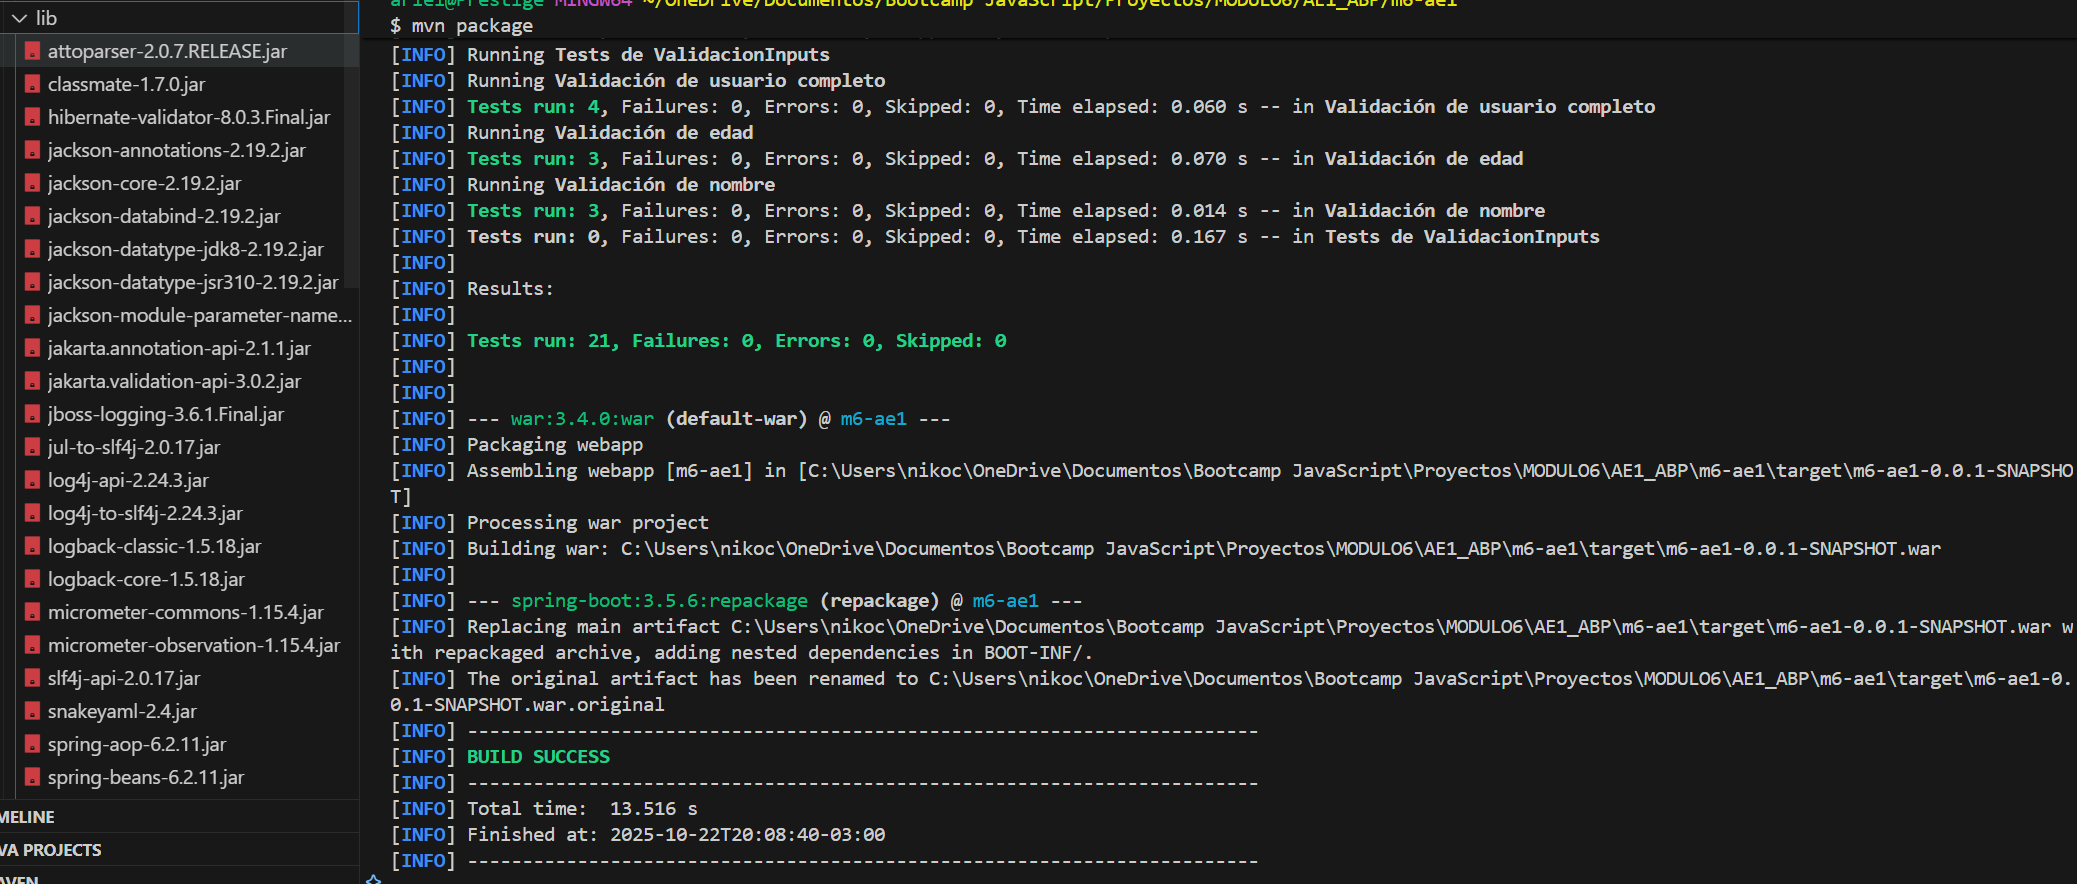 lib
attoparser-2.0.7.RELEASE.jar
classmate-1.7.0.jar
hibernate-validator-8.0.3.Final.jar
jackson-annotations-2.19.2.jar
jackson-core-2.19.2.jar
jackson-databind-2.19.2.jar
jackson-datatype-jdk8-2.19.2.jar
jackson-datatype-jsr310-2.19.2.jar
jackson-module-parameter-name...
jakarta.annotation-api-2.1.1.jar
jakarta.validation-api-3.0.2.jar
jboss-logging-3.6.1.Final.jar
jul-to-slf4j-2.0.17.jar
log4j-api-2.24.3.jar
log4j-to-slf4j-2.24.3.jar
logback-classic-1.5.18.jar
logback-core-1.5.18.jar
micrometer-commons-1.15.4.jar
micrometer-observation-1.15.4.jar
slf4j-api-2.0.17.jar
snakeyaml-2.4.jar
spring-aop-6.2.11.jar
spring-beans-6.2.11.jar
MELINE
VA PROJECTS
AVEN
ariel@Prestige MINGW64 ~/OneDrive/Documentos/Bootcamp JavaScript/Proyectos/MODULO6/AE1_ABP/m6-ae1
$ mvn package
[INFO] Running Tests de ValidacionInputs
[INFO] Running Validación de usuario completo
[INFO] Tests run: 4, Failures: 0, Errors: 0, Skipped: 0, Time elapsed: 0.060 s -- in Validación de usuario completo
[INFO] Running Validación de edad
[INFO] Tests run: 3, Failures: 0, Errors: 0, Skipped: 0, Time elapsed: 0.070 s -- in Validación de edad
[INFO] Running Validación de nombre
[INFO] Tests run: 3, Failures: 0, Errors: 0, Skipped: 0, Time elapsed: 0.014 s -- in Validación de nombre
[INFO] Tests run: 0, Failures: 0, Errors: 0, Skipped: 0, Time elapsed: 0.167 s -- in Tests de ValidacionInputs
[INFO]
[INFO] Results:
[INFO]
[INFO] Tests run: 21, Failures: 0, Errors: 0, Skipped: 0
[INFO]
[INFO]
[INFO] --- war:3.4.0:war (default-war) @ m6-ae1 ---
[INFO] Packaging webapp
[INFO] Assembling webapp [m6-ae1] in [C:\Users\nikoc\OneDrive\Documentos\Bootcamp JavaScript\Proyectos\MODULO6\AE1_ABP\m6-ae1\target\m6-ae1-0.0.1-SNAPSHO
T]
[INFO] Processing war project
[INFO] Building war: C:\Users\nikoc\OneDrive\Documentos\Bootcamp JavaScript\Proyectos\MODULO6\AE1_ABP\m6-ae1\target\m6-ae1-0.0.1-SNAPSHOT.war
[INFO]
[INFO] --- spring-boot:3.5.6:repackage (repackage) @ m6-ae1 ---
[INFO] Replacing main artifact C:\Users\nikoc\OneDrive\Documentos\Bootcamp JavaScript\Proyectos\MODULO6\AE1_ABP\m6-ae1\target\m6-ae1-0.0.1-SNAPSHOT.war w
ith repackaged archive, adding nested dependencies in BOOT-INF/.
[INFO] The original artifact has been renamed to C:\Users\nikoc\OneDrive\Documentos\Bootcamp JavaScript\Proyectos\MODULO6\AE1_ABP\m6-ae1\target\m6-ae1-0.
0.1-SNAPSHOT.war.original
[INFO] ------------------------------------------------------------------------
[INFO] BUILD SUCCESS
[INFO] ------------------------------------------------------------------------
[INFO] Total time:  13.516 s
[INFO] Finished at: 2025-10-22T20:08:40-03:00
[INFO] ------------------------------------------------------------------------